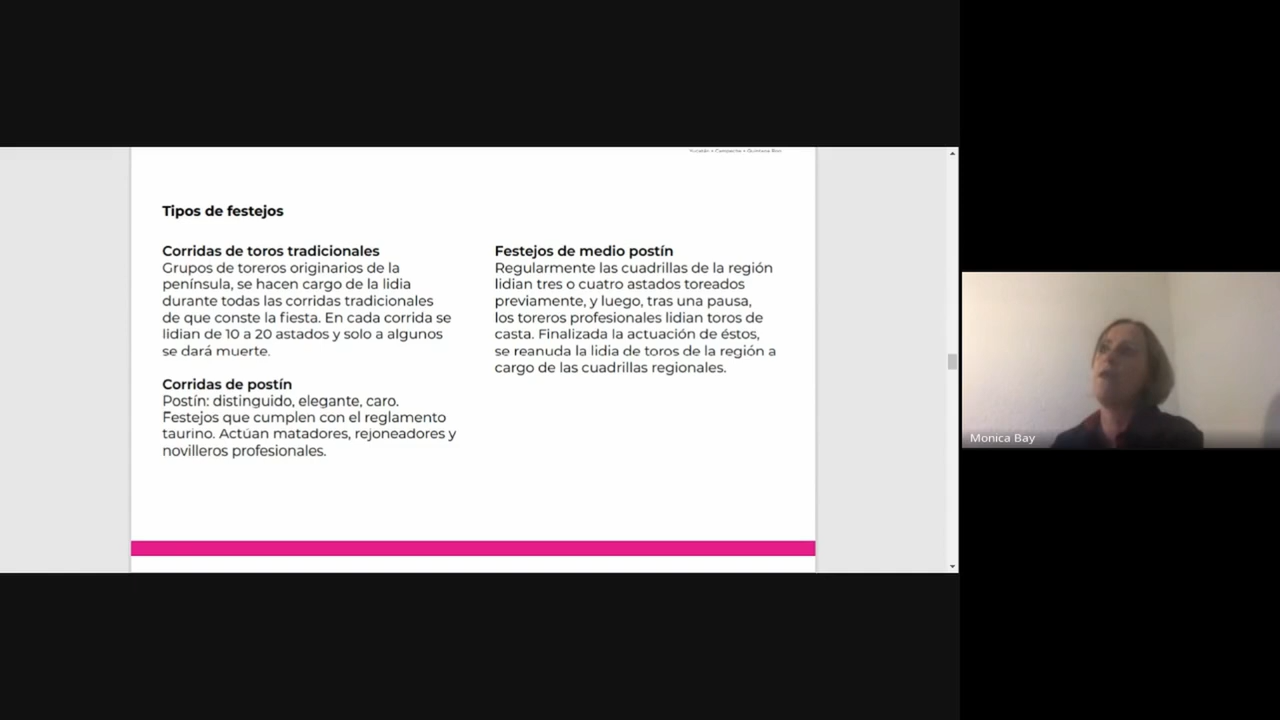 Yucatán • Campeche • Quintana Roo
Tipos de festejos
Corridas de toros tradicionales
Grupos de toreros originarios de la
península, se hacen cargo de la lidia
durante todas las corridas tradicionales
de que conste la fiesta. En cada corrida se
lidian de 10 a 20 astados y solo a algunos
se dará muerte.
Corridas de postín
Postín: distinguido, elegante, caro.
Festejos que cumplen con el reglamento
taurino. Actúan matadores, rejoneadores y
novilleros profesionales.
Festejos de medio postín
Regularmente las cuadrillas de la región
lidian tres o cuatro astados toreados
previamente, y luego, tras una pausa,
los toreros profesionales lidian toros de
casta. Finalizada la actuación de éstos,
se reanuda la lidia de toros de la región a
cargo de las cuadrillas regionales.
Monica Bay